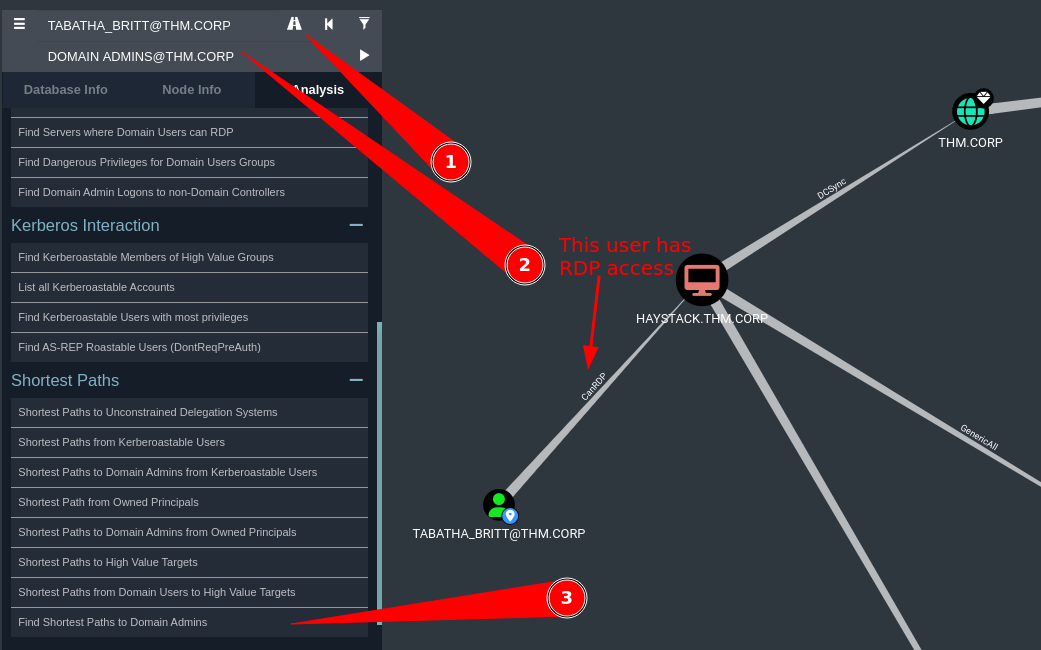 TABATHA_BRITT@THM.CORP
DOMAIN ADMINS@THM.CORP
Database Info
Node Info
Analysis
Find Servers where Domain Users can RDP
Find Dangerous Privileges for Domain Users Groups
Find Domain Admin Logons to non-Domain Controllers
Kerberos Interaction
Find Kerberoastable Members of High Value Groups
List all Kerberoastable Accounts
Find Kerberoastable Users with most privileges
Find AS-REP Roastable Users (DontReqPreAuth)
Shortest Paths
Shortest Paths to Unconstrained Delegation Systems
Shortest Paths from Kerberoastable Users
Shortest Paths to Domain Admins from Kerberoastable Users
Shortest Path from Owned Principals
Shortest Paths to Domain Admins from Owned Principals
Shortest Paths to High Value Targets
Shortest Paths from Domain Users to High Value Targets
Find Shortest Paths to Domain Admins
1
2
3
This user has
RDP access
THM.CORP
DCSync
HAYSTACK.THM.CORP
CanRDP
GenericAll
TABATHA_BRITT@THM.CORP